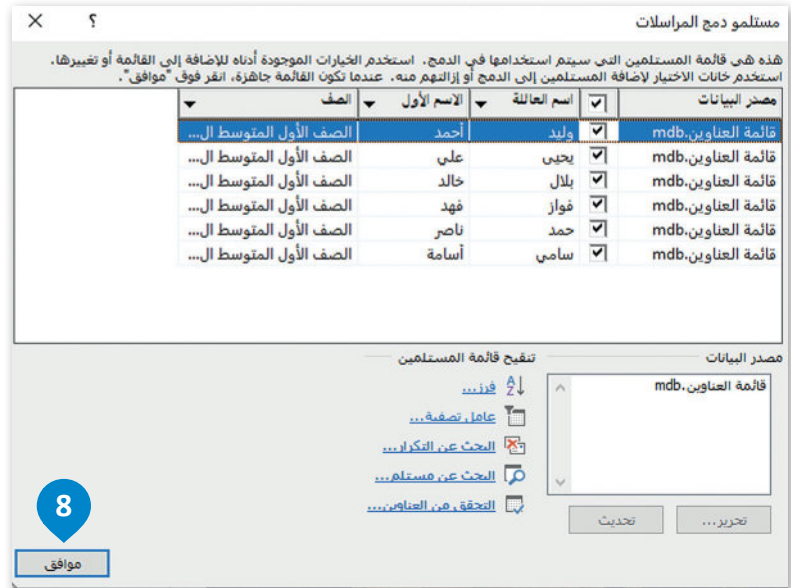 مستلمو دمج المراسلات ؟ ×
هذه هي قائمة المستلمين التي سيتم استخدامها في الدمج. استخدم الخيارات الموجودة أدناه للإضافة إلى القائمة أو تغييرها.
استخدم خانات الاختيار لإضافة المستلمين إلى الدمج أو إزالتهم منه. عندما تكون القائمة جاهزة، انقر فوق "موافق".
مصدر البيانات اسم العائلة الاسم الأول الصف
قائمة العناوين.mdb وليد أحمد الصف الأول المتوسط ال...
قائمة العناوين.mdb يحيى علي الصف الأول المتوسط ال...
قائمة العناوين.mdb بلال خالد الصف الأول المتوسط ال...
قائمة العناوين.mdb فواز فهد الصف الأول المتوسط ال...
قائمة العناوين.mdb حمد ناصر الصف الأول المتوسط ال...
قائمة العناوين.mdb سامي أسامة الصف الأول المتوسط ال...
مصدر البيانات
قائمة العناوين.mdb
تحرير... تحديث
تنقيح قائمة المستلمين
فرز...
عامل تصفية...
البحث عن التكرار...
البحث عن مستلم...
التحقق من العناوين...
8
موافق